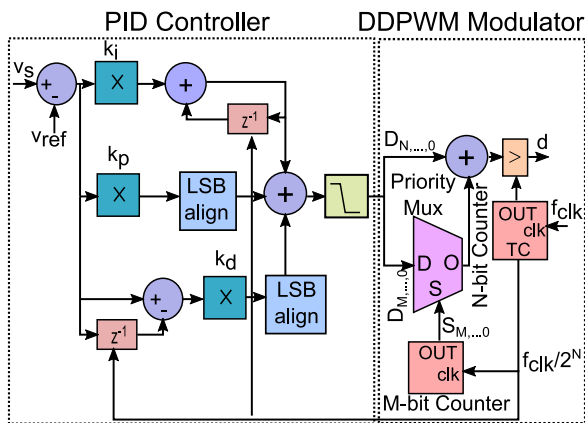 PID Controller
DDPWM Modulator
vs
+
-
vref
ki
X
+
z-1
kp
X
LSB
align
+
kd
+
-
X
LSB
align
z-1
DN,...,0
+
>
d
Priority
Mux
D O
S
DM,...,0
N-bit Counter
OUT
clk
TC
fclk
SM,...0
OUT
clk
fclk/2N
M-bit Counter